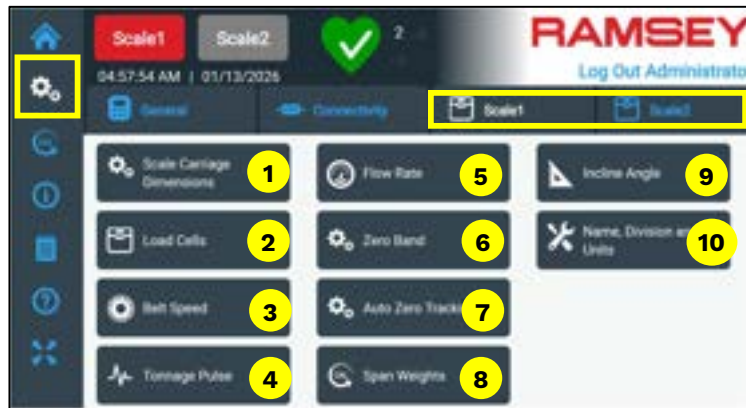 Scale1 Scale2 2
RAMSEY
04:57:54 AM | 01/13/2026
Log Out Administrato
General Connectivity Scale1 Scale2
Scale Carriage
Dimensions
1
Flow Rate 5
Incline Angle 9
Load Cells 2
Zero Band 6
Name, Division an
Units
10
Belt Speed 3
Auto Zero Track 7
Tonnage Pulse 4
Span Weights 8